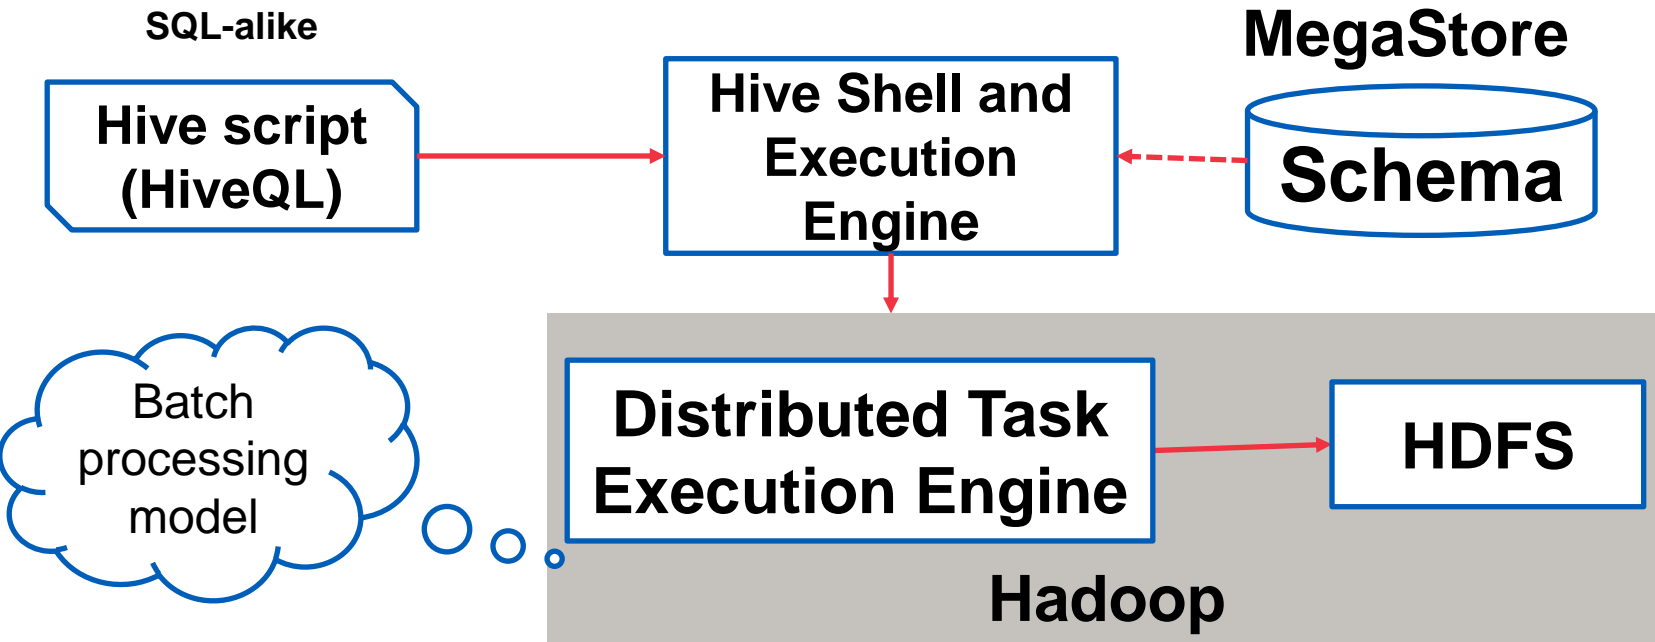 SQL-alike
Hive script
(HiveQL)
Hive Shell and
Execution
Engine
MegaStore
Schema
Batch
processing
model
Distributed Task
Execution Engine
HDFS
Hadoop